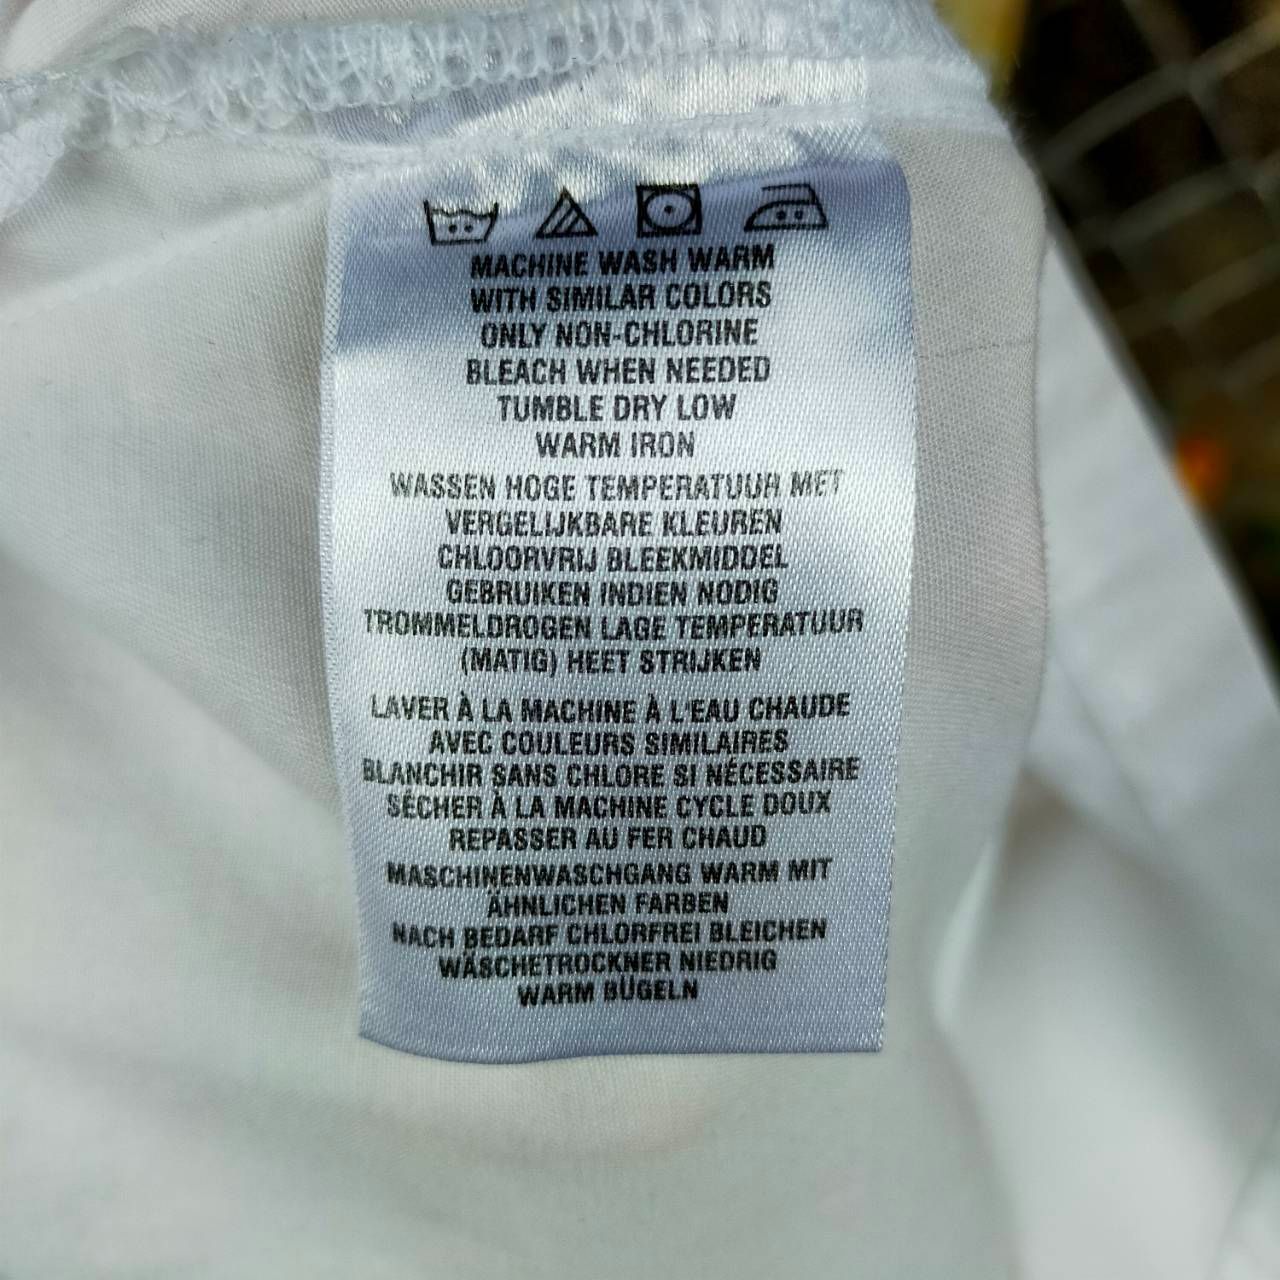 MACHINE WASH WARM
WITH SIMILAR COLORS
ONLY NON-CHLORINE
BLEACH WHEN NEEDED
TUMBLE DRY LOW
WARM IRON
WASSEN HOGE TEMPERATUUR MET
VERGELIJKBARE KLEUREN
CHLOORVRIJ BLEEKMIDDEL
GEBRUIKEN INDIEN NODIG
TROMMELDROGEN LAGE TEMPERATUUR
(MATIG) HEET STRIJKEN
LAVER À LA MACHINE À L'EAU CHAUDE
AVEC COULEURS SIMILAIRES
BLANCHIR SANS CHLORE SI NÉCESSAIRE
SÉCHER À LA MACHINE CYCLE DOUX
REPASSER AU FER CHAUD
MASCHINENWASCHGANG WARM MIT
ÄHNLICHEN FARBEN
NACH BEDARF CHLORFREI BLEICHEN
WÄSCHETROCKNER NIEDRIG
WARM BÜGELN